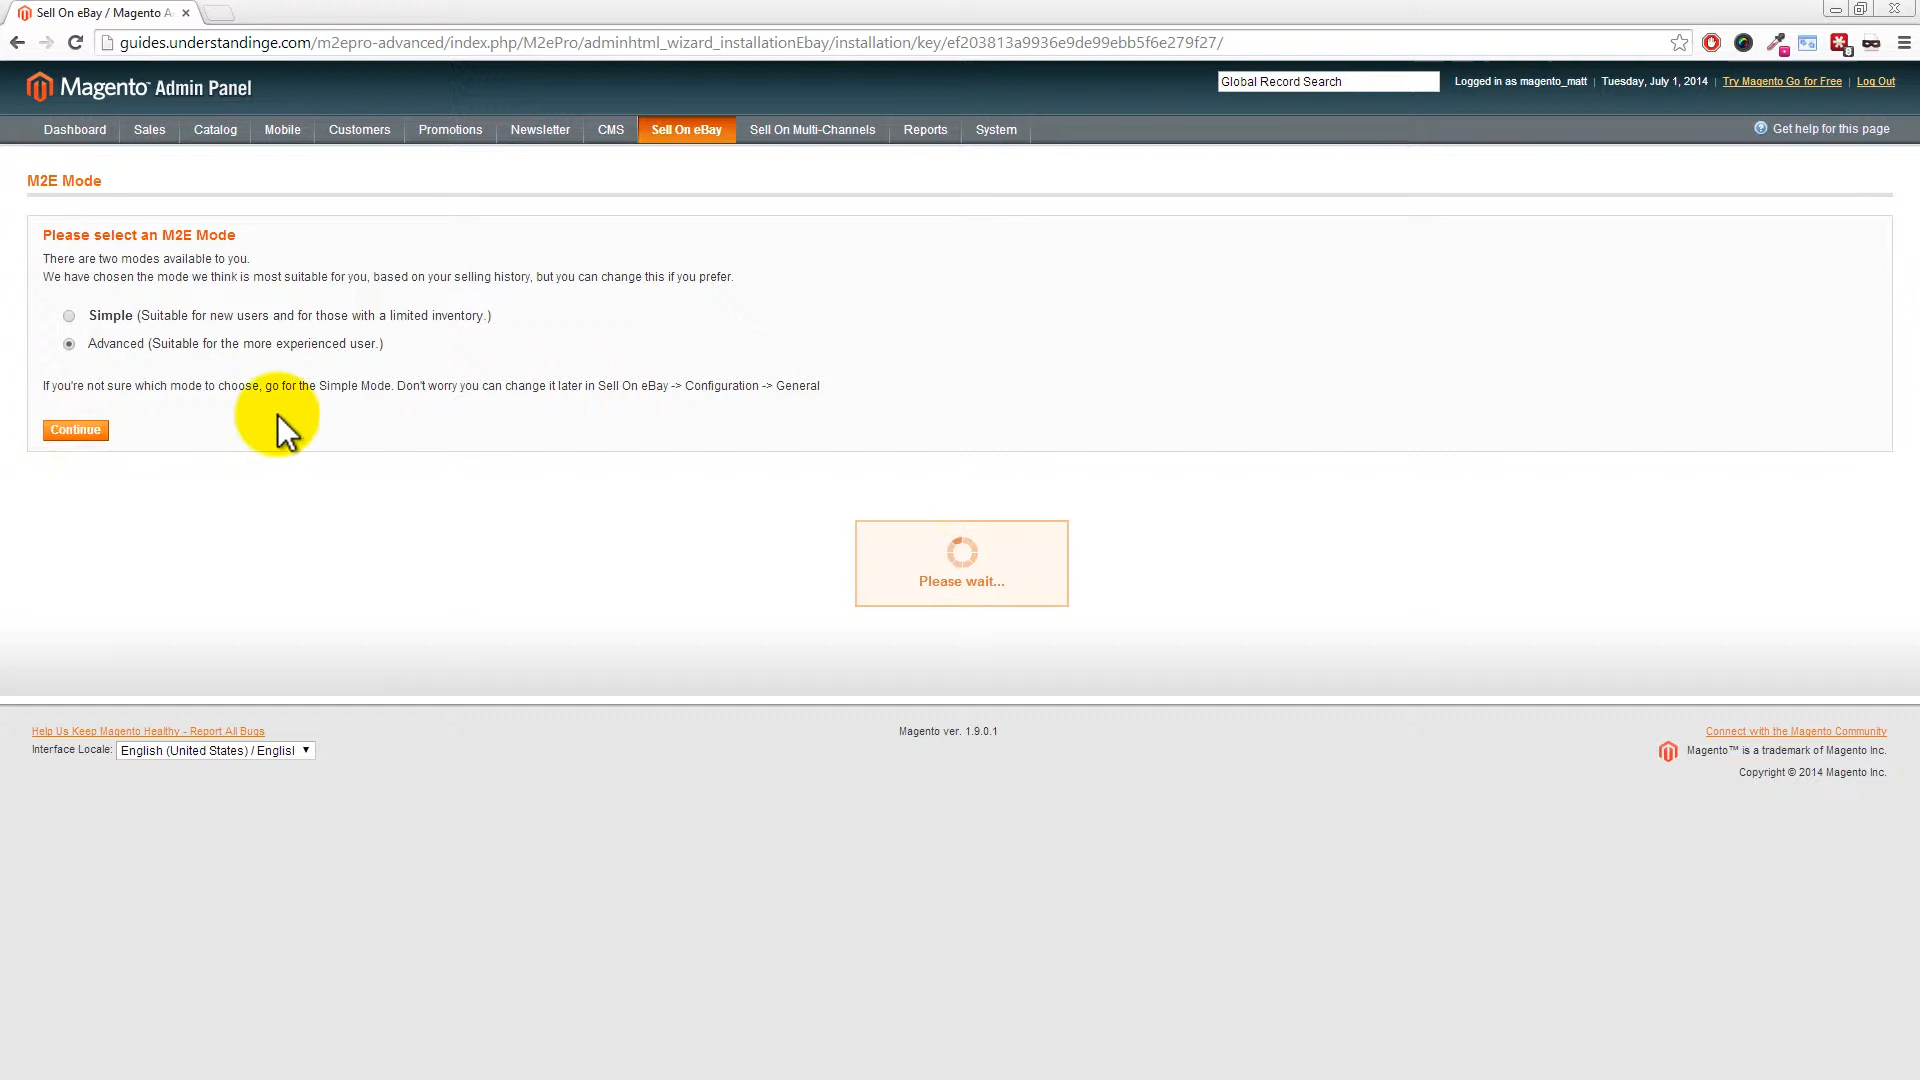 Sell On eBay / Magento A
guides.understandinge.com/m2epro-advanced/index.php/M2ePro/adminhtml_wizard_installationEbay/installation/key/ef203813a9936e9de99ebb5f6e279f27/
8
Magento™ Admin Panel
Global Record Search
Logged in as magento_matt | Tuesday, July 1, 2014 | Try Magento Go for Free | Log Out
Dashboard Sales Catalog Mobile Customers Promotions Newsletter CMS Sell On eBay Sell On Multi-Channels Reports System
Get help for this page
M2E Mode
Please select an M2E Mode
There are two modes available to you.
We have chosen the mode we think is most suitable for you, based on your selling history, but you can change this if you prefer.
Simple (Suitable for new users and for those with a limited inventory.)
Advanced (Suitable for the more experienced user.)
If you're not sure which mode to choose, go for the Simple Mode. Don't worry you can change it later in Sell On eBay -> Configuration -> General
Continue
Please wait...
Help Us Keep Magento Healthy - Report All Bugs
Interface Locale: English (United States) / Englisl
Magento ver. 1.9.0.1
Connect with the Magento Community
Magento™ is a trademark of Magento Inc.
Copyright © 2014 Magento Inc.